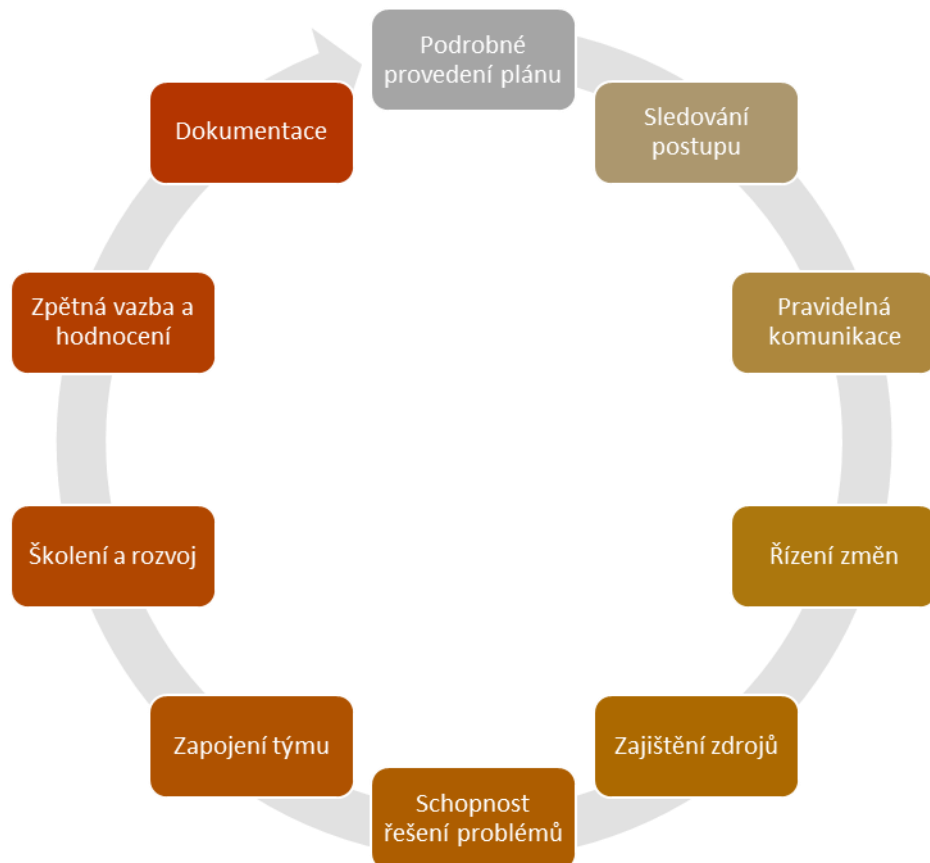 Podrobné
provedení plánu
Sledování
postupu
Pravidelná
komunikace
Řízení změn
Zajištění zdrojů
Schopnost
řešení problémů
Zapojení týmu
Školení a rozvoj
Zpětná vazba a
hodnocení
Dokumentace